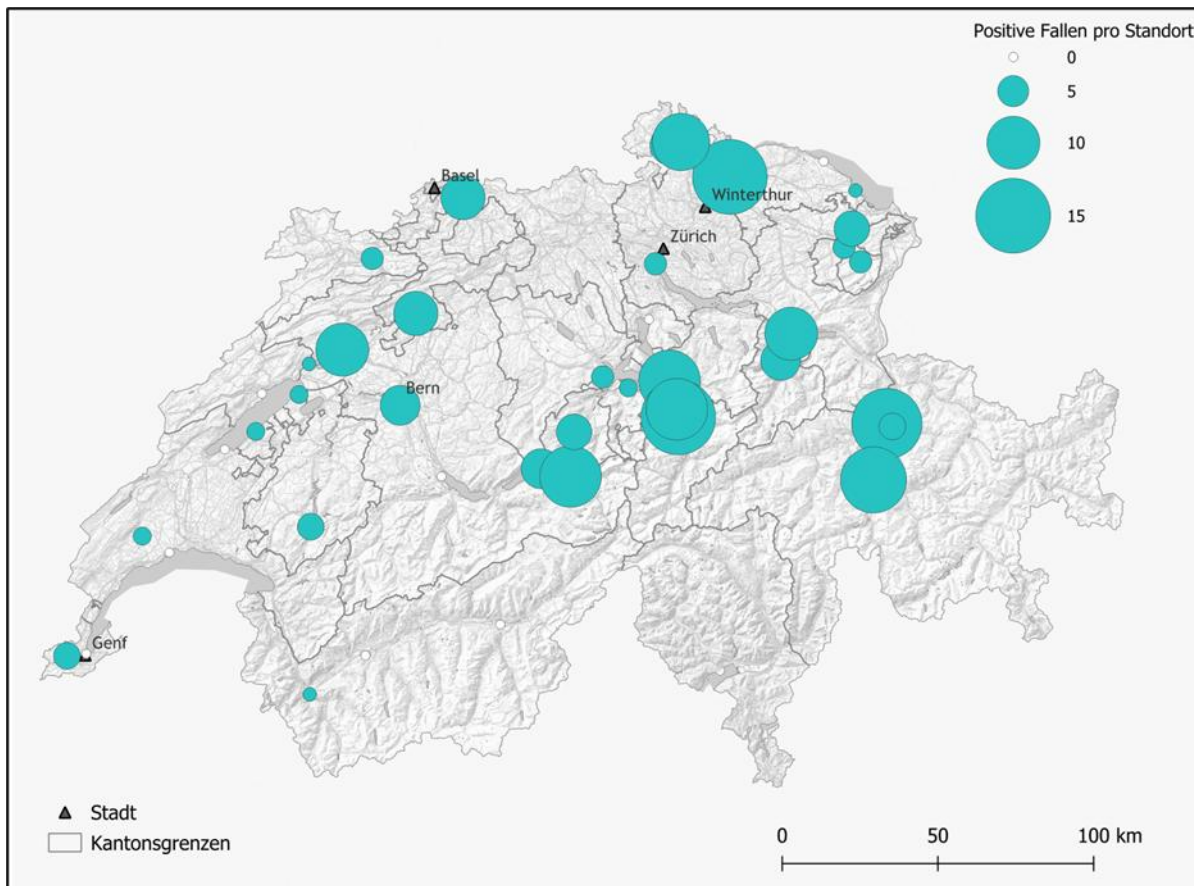 Positive Fallen pro Standort
0
5
10
15
Basel
Winterthur
Zürich
Bern
Genf
Stadt
Kantonsgrenzen
0 50 100 km